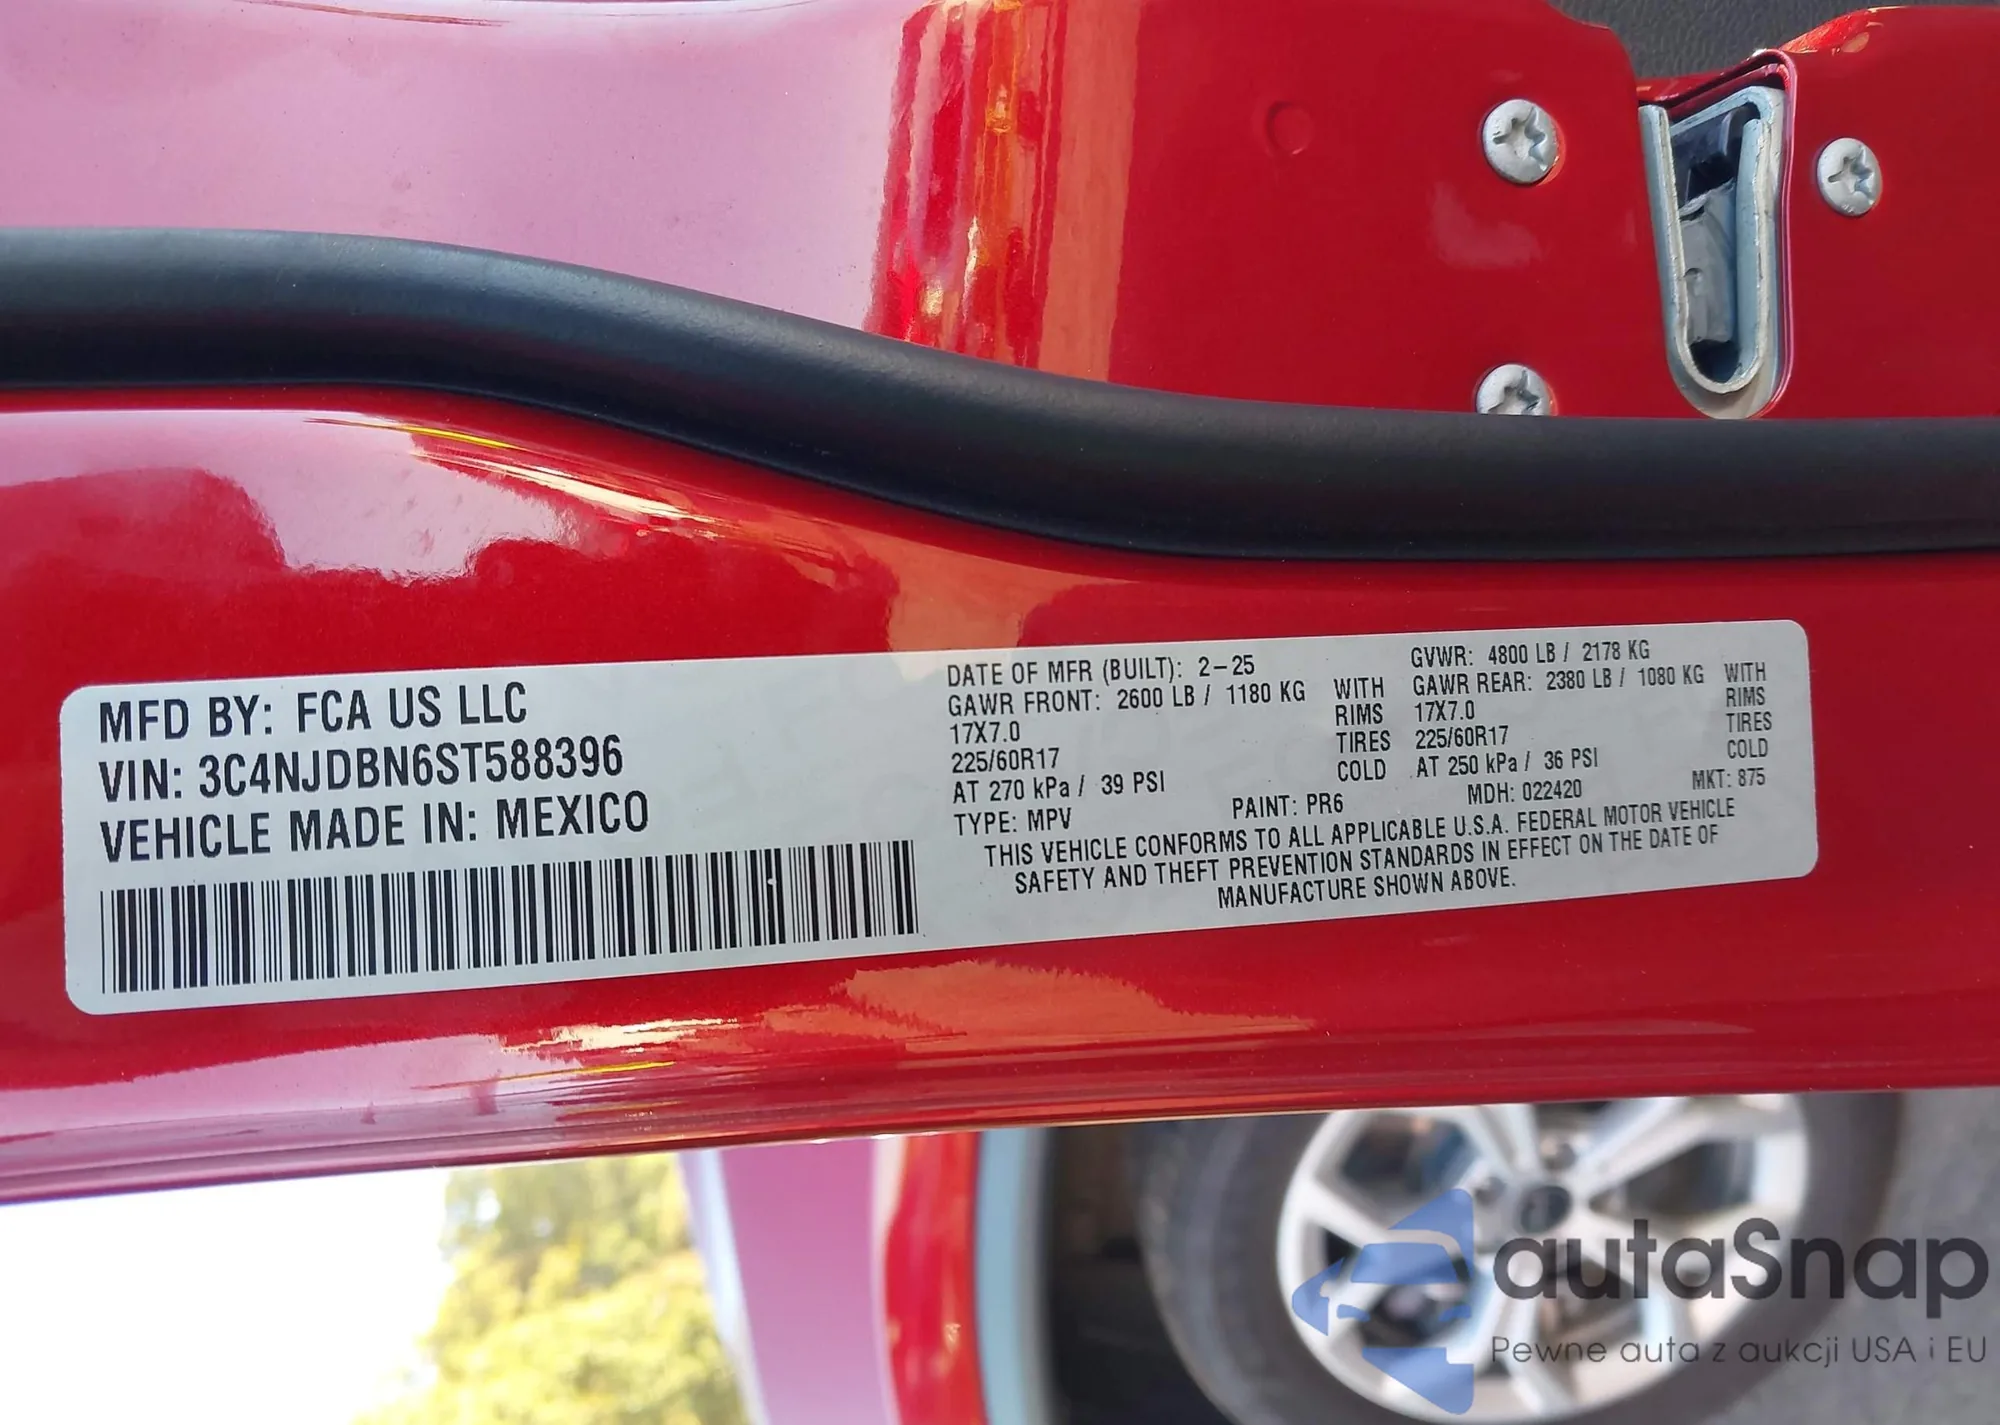 MFD BY: FCA US LLC
VIN: 3C4NJDBN6ST588396
VEHICLE MADE IN: MEXICO
DATE OF MFR (BUILT): 2-25 GVWR: 4800 LB / 2178 KG
GAWR FRONT: 2600 LB / 1180 KG WITH GAWR REAR: 2380 LB / 1080 KG WITH
17X7.0 RIMS 17X7.0 RIMS
225/60R17 TIRES 225/60R17 TIRES
AT 270 kPa / 39 PSI COLD AT 250 kPa / 36 PSI COLD
TYPE: MPV PAINT: PR6 MDH: 022420 MKT: 875
THIS VEHICLE CONFORMS TO ALL APPLICABLE U.S.A. FEDERAL MOTOR VEHICLE
SAFETY AND THEFT PREVENTION STANDARDS IN EFFECT ON THE DATE OF
MANUFACTURE SHOWN ABOVE.
autaSnap
Pewne auta z aukcji USA i EU